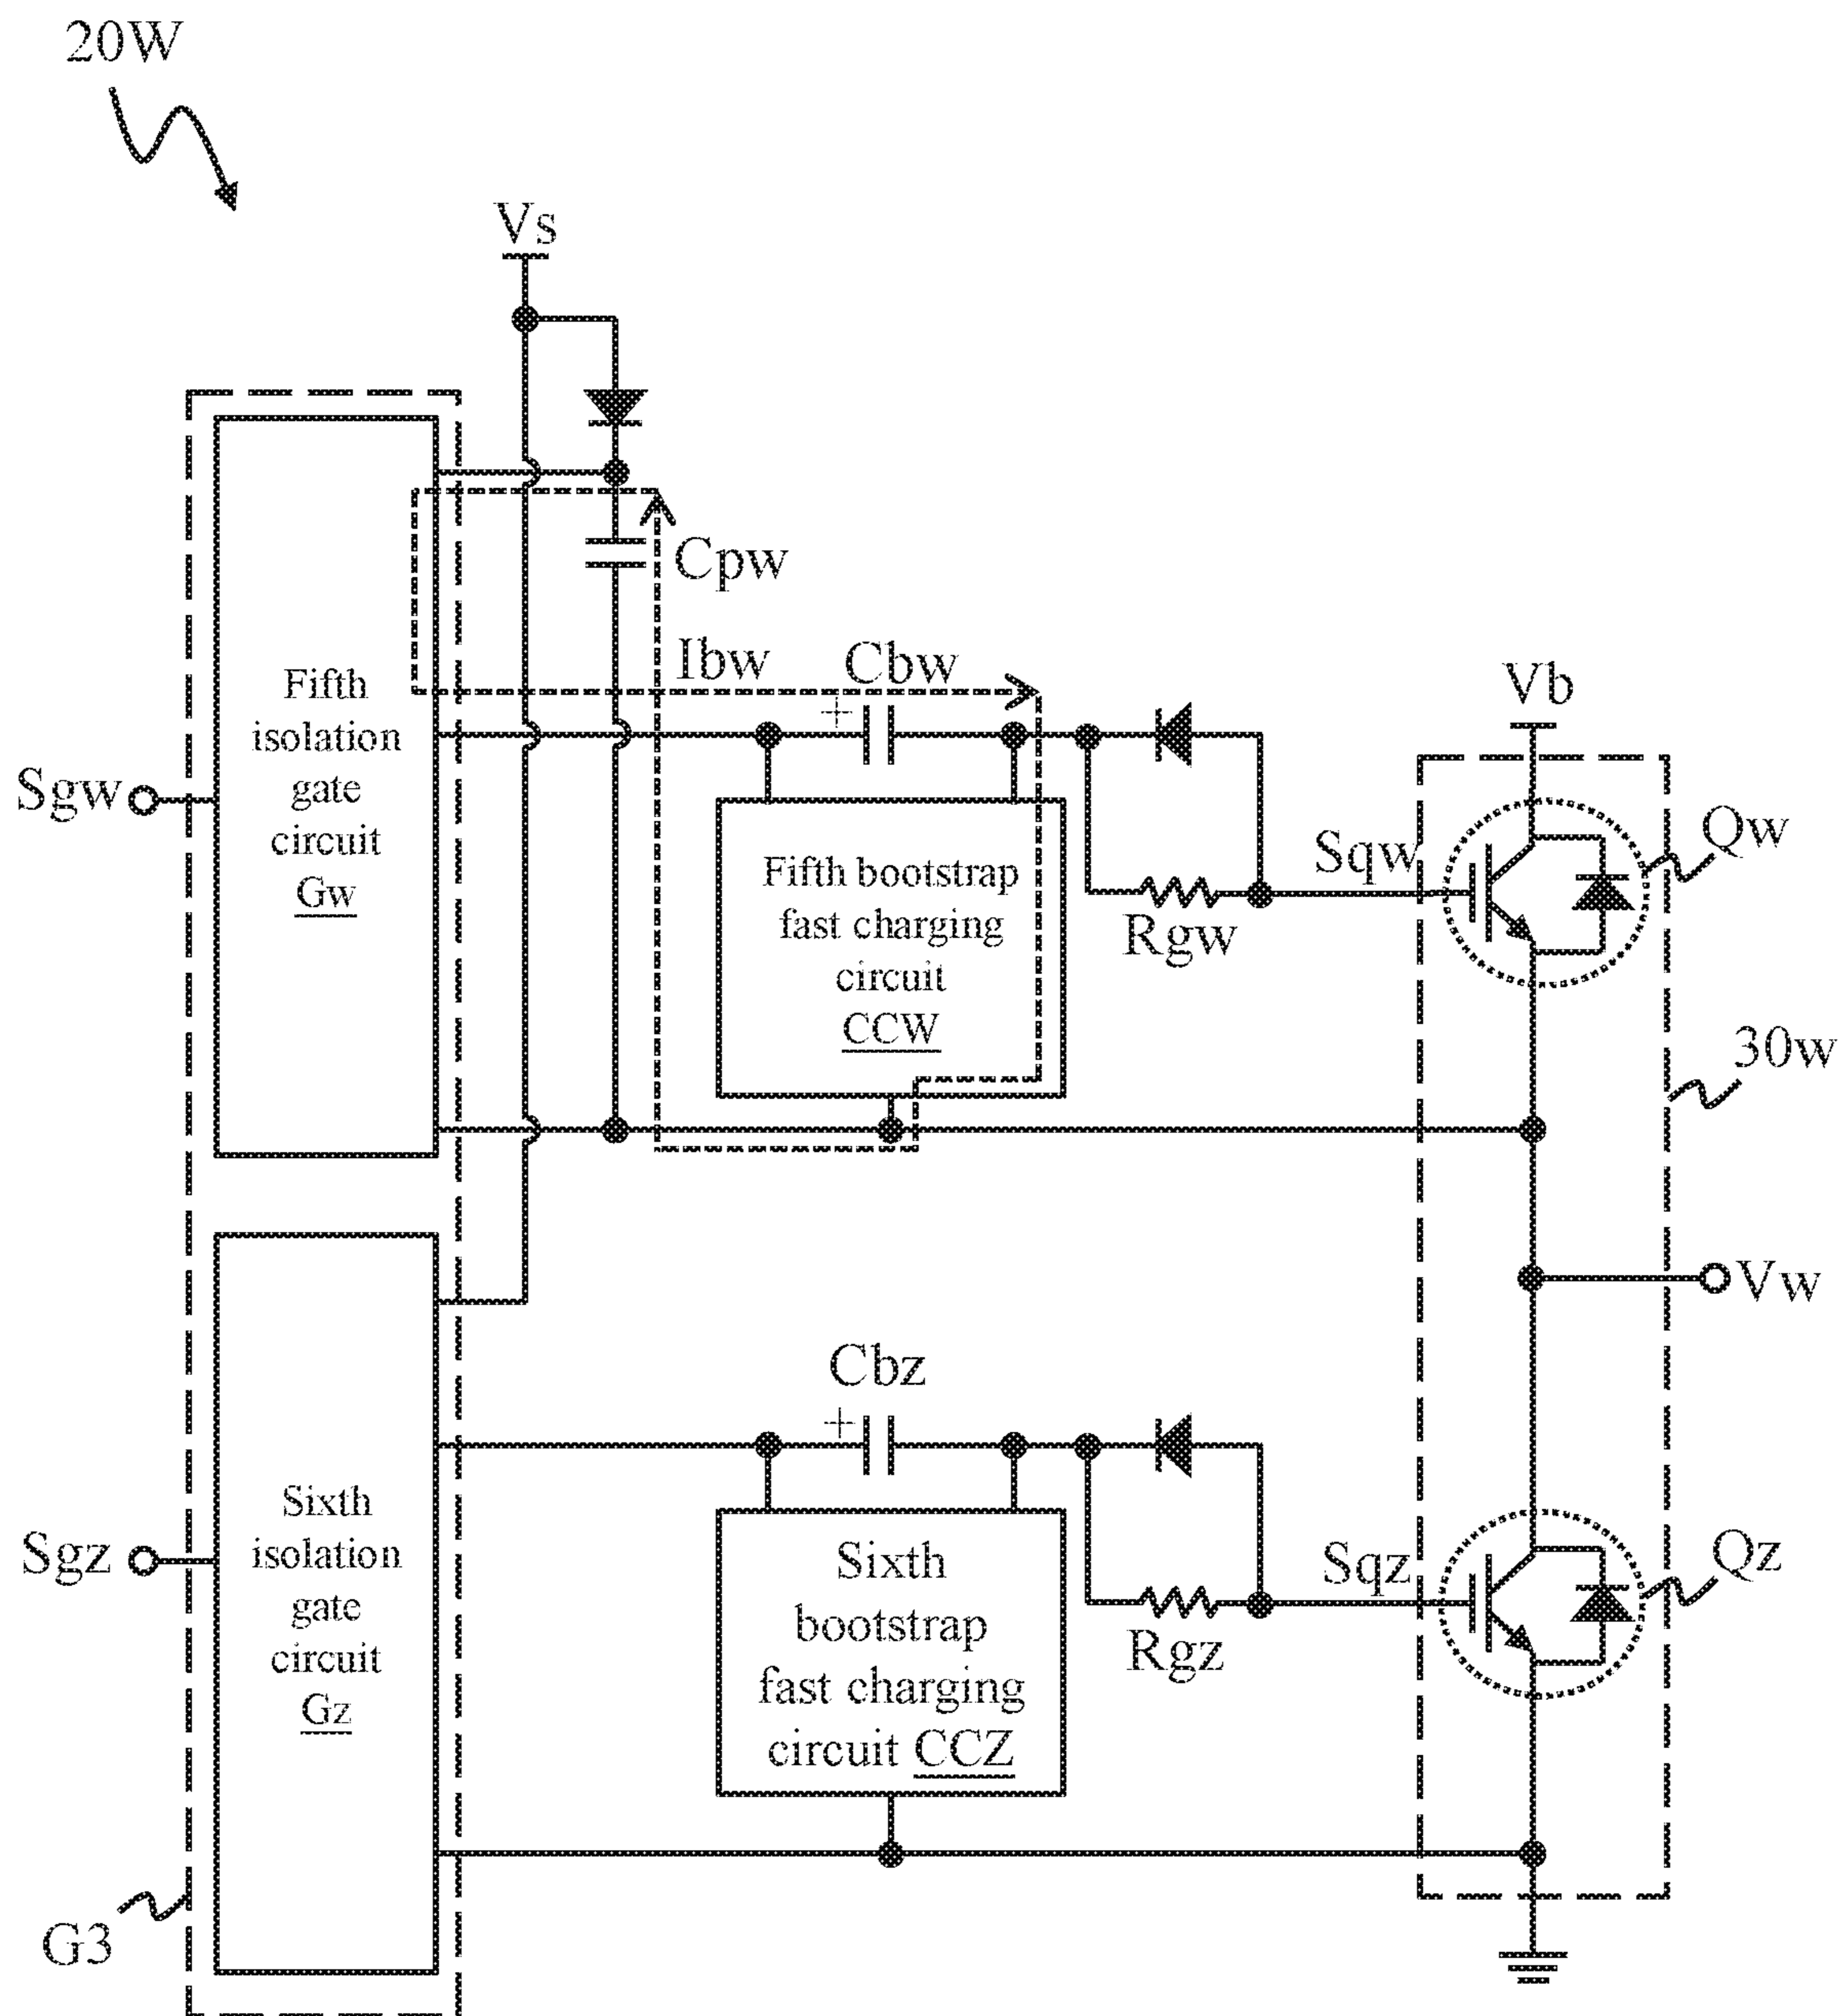 20W
Vs
Cpw
Ibw
Cbw
+
Vb
Fifth
isolation
gate
circuit
Gw
Sgw
Fifth bootstrap
fast charging
circuit
CCW
Rgw
Sqw
Qw
30w
Vw
Cbz
+
Sixth
isolation
gate
circuit
Gz
Sgz
Sixth
bootstrap
fast charging
circuit CCZ
Rgz
Sqz
Qz
G3